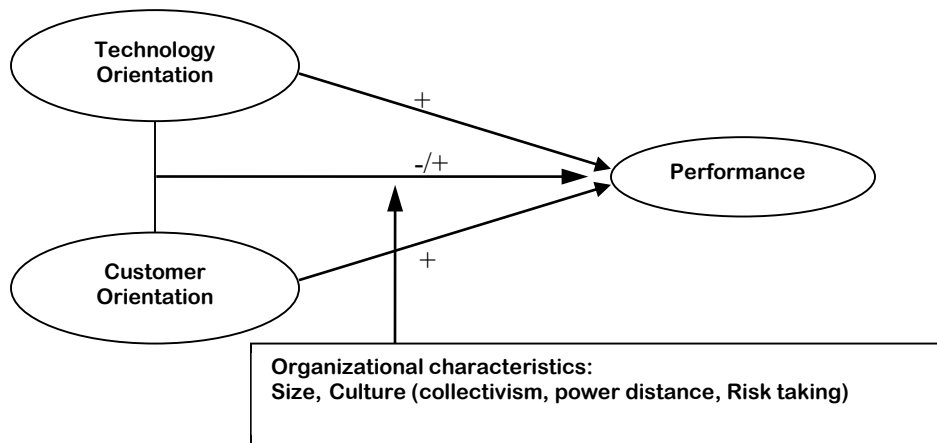 Technology
Orientation
+
-/+
Performance
+
Customer
Orientation
Organizational characteristics:
Size, Culture (collectivism, power distance, Risk taking)